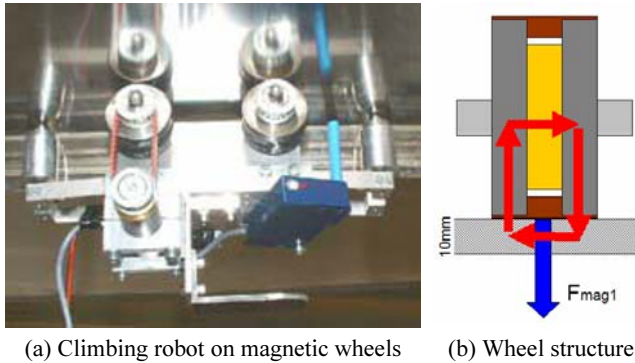 10mm
Fmag1
(a) Climbing robot on magnetic wheels
(b) Wheel structure